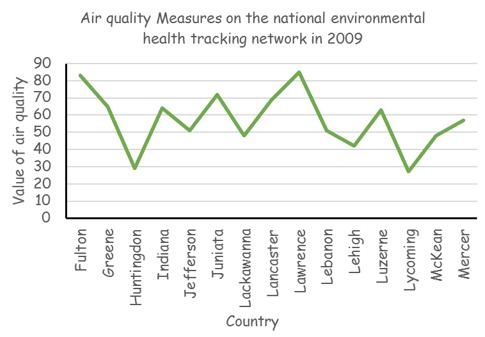 Air quality Measures on the national environmental
health tracking network in 2009
Value of air quality
90
80
70
60
50
40
30
20
10
0
Fulton
Greene
Huntingdon
Indiana
Jefferson
Juniata
Lackawanna
Lancaster
Lawrence
Lebanon
Lehigh
Luzerne
Lycoming
McKean
Mercer
Country